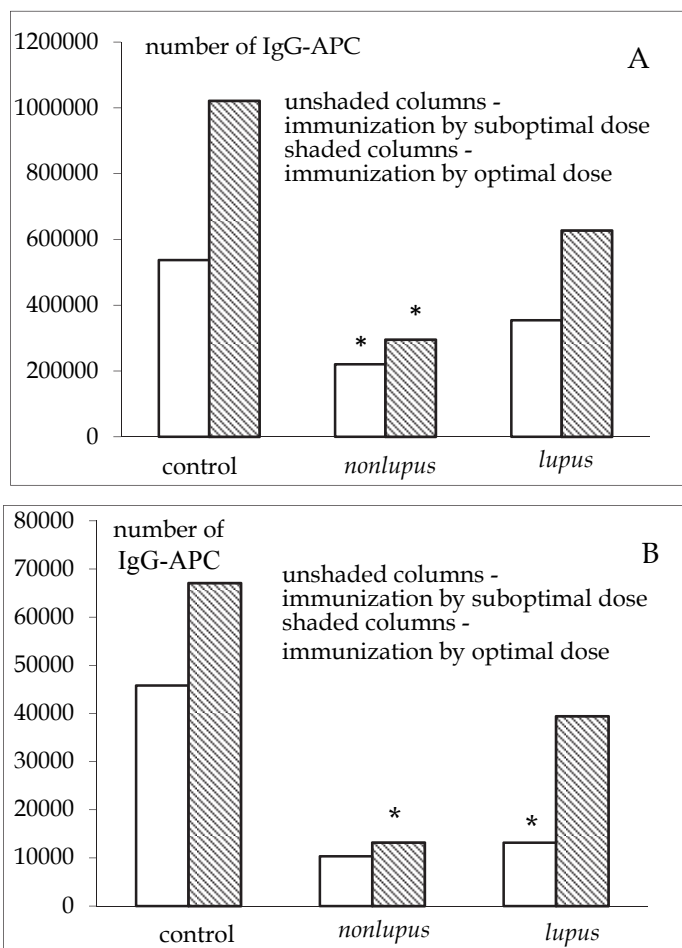 number of IgG-APC
A
1200000
1000000
800000
600000
400000
200000
0
unshaded columns -
immunization by suboptimal dose
shaded columns -
immunization by optimal dose
*
*
control
nonlupus
lupus
number of
IgG-APC
B
80000
70000
60000
50000
40000
30000
20000
10000
0
unshaded columns -
immunization by suboptimal dose
shaded columns -
immunization by optimal dose
*
*
control
nonlupus
lupus